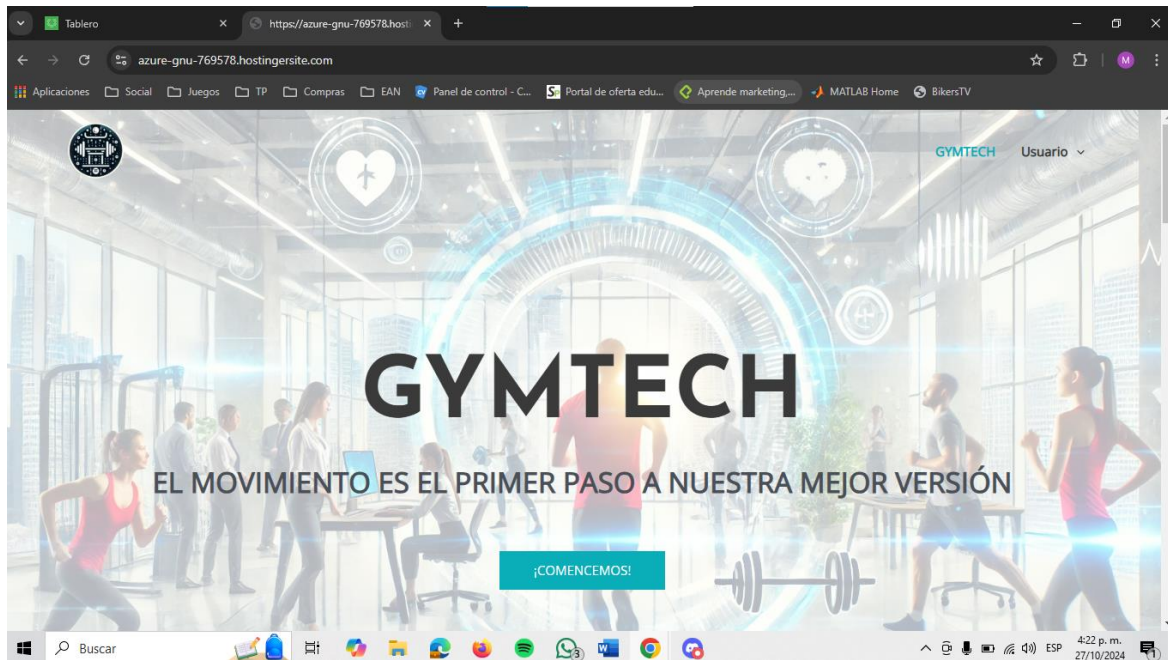 Tablero
https://azure-gnu-769578.hosti
azure-gnu-769578.hostingersite.com
M
Aplicaciones Social Juegos TP Compras EAN Panel de control - C... Portal de oferta edu... Aprende marketing,... MATLAB Home BikersTV
GYMTECH Usuario
GYMTECH
EL MOVIMIENTO ES EL PRIMER PASO A NUESTRA MEJOR VERSIÓN
¡COMENCEMOS!
Buscar
ESP
4:22 p. m.
27/10/2024